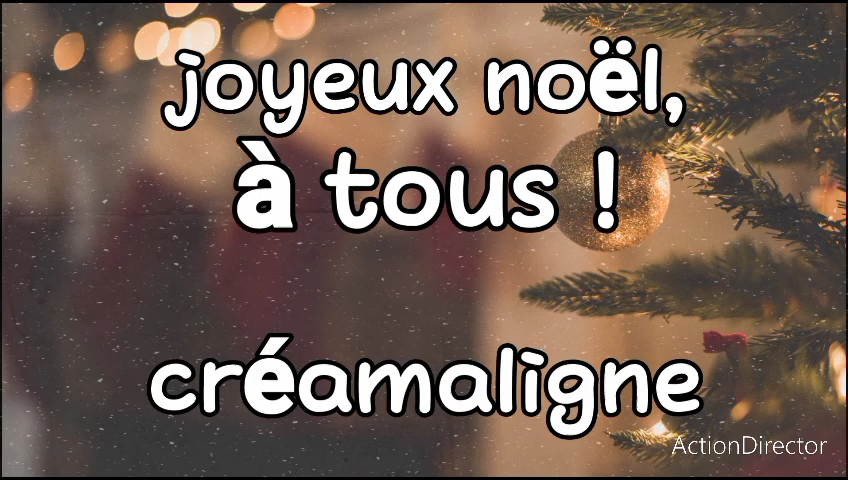 joyeux noël,
à tous !
créamaligne
ActionDirector